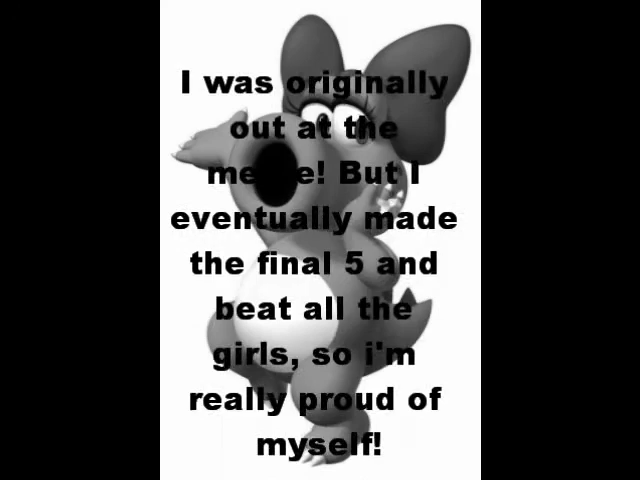 I was originally
out at the
merge! But I
eventually made
the final 5 and
beat all the
girls, so i'm
really proud of
myself!